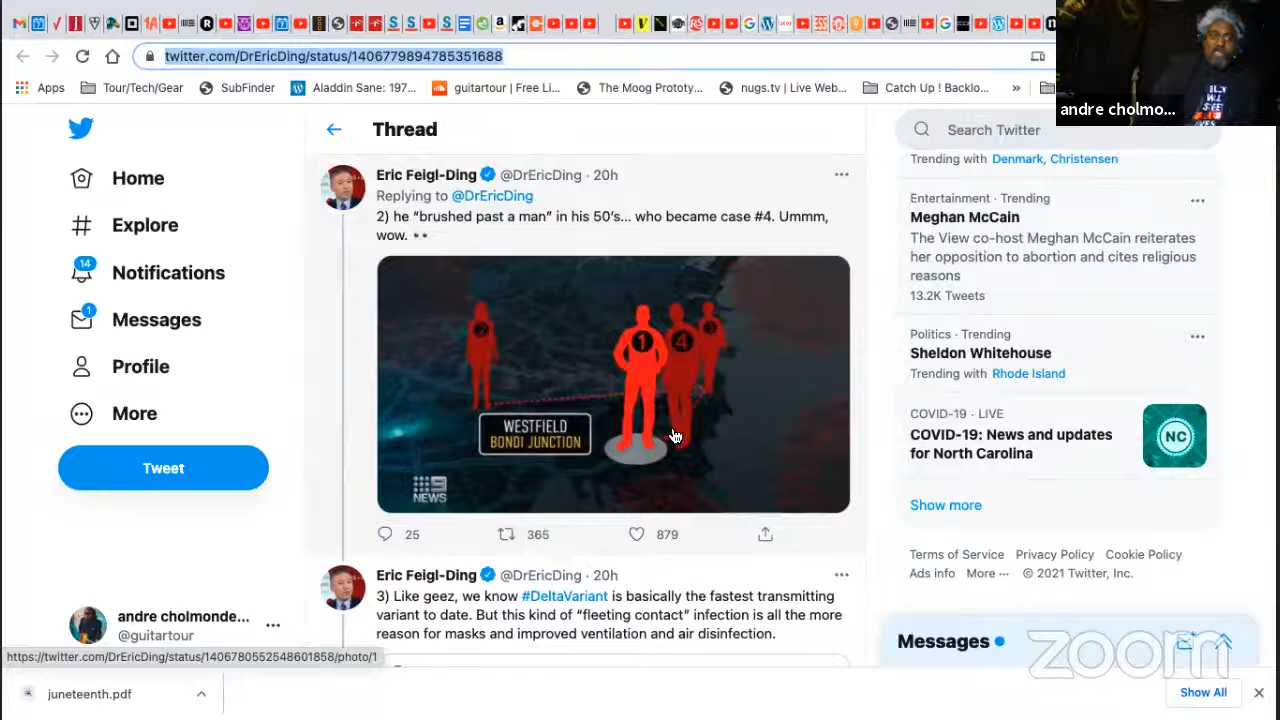 twitter.com/DrEricDing/status/1406779894785351688
Apps
Tour/Tech/Gear
SubFinder
Aladdin Sane: 197...
guitartour | Free Li...
The Moog Prototy...
nugs.tv | Live Web...
Catch Up ! Backlo...
»
andre cholmo...
Thread
Search Twitter
Home
Explore
14
Notifications
1
Messages
Profile
More
Tweet
andre cholmonde...
@guitartour
Eric Feigl-Ding @DrEricDing · 20h
Replying to @DrEricDing
2) he “brushed past a man” in his 50’s... who became case #4. Ummm,
wow.
2
1
4
3
WESTFIELD
BONDI JUNCTION
9
NEWS
25
365
879
Eric Feigl-Ding @DrEricDing · 20h
3) Like geez, we know #DeltaVariant is basically the fastest transmitting
variant to date. But this kind of “fleeting contact” infection is all the more
reason for masks and improved ventilation and air disinfection.
Trending with Denmark, Christensen
Entertainment · Trending
Meghan McCain
The View co-host Meghan McCain reiterates
her opposition to abortion and cites religious
reasons
13.2K Tweets
Politics · Trending
Sheldon Whitehouse
Trending with Rhode Island
COVID-19 · LIVE
COVID-19: News and updates
for North Carolina
NC
Show more
Terms of Service Privacy Policy Cookie Policy
Ads info More ··· © 2021 Twitter, Inc.
Messages
zoom
https://twitter.com/DrEricDing/status/1406780552548601858/photo/1
juneteenth.pdf
Show All